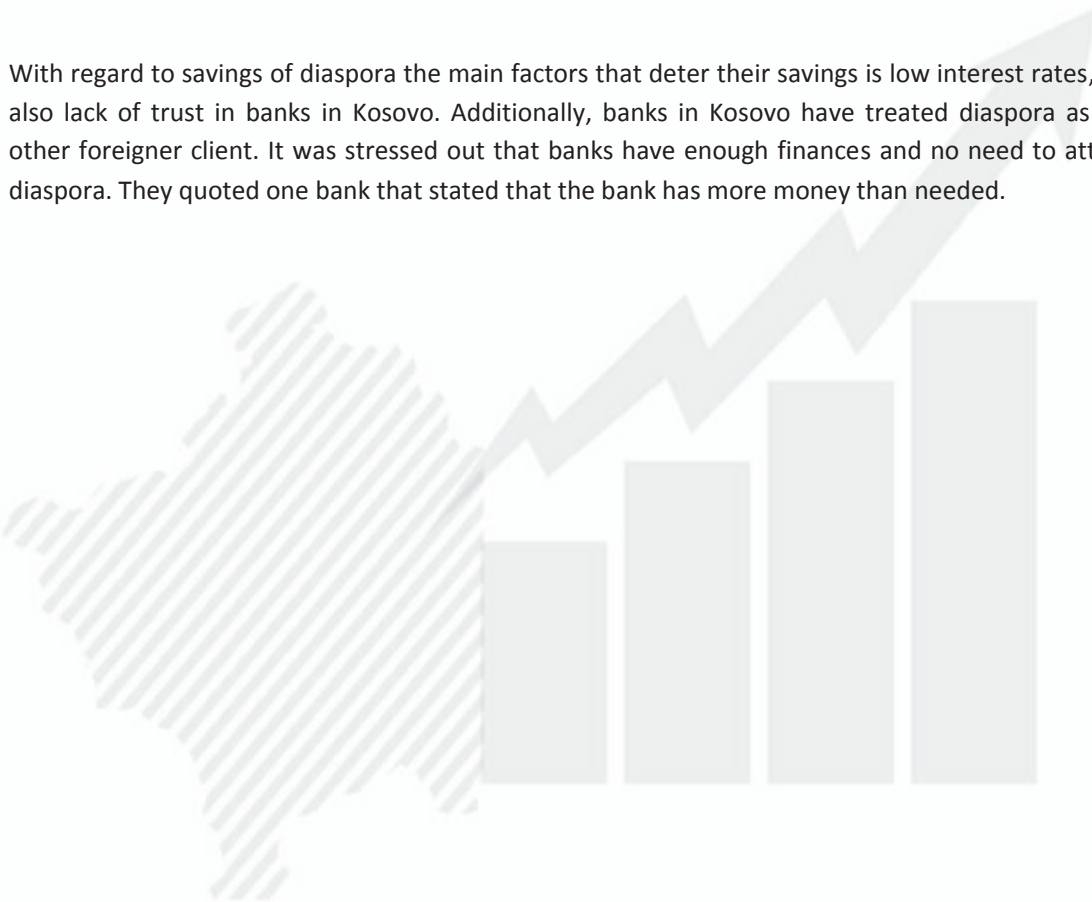 With regard to savings of diaspora the main factors that deter their savings is low interest rates,
also lack of trust in banks in Kosovo. Additionally, banks in Kosovo have treated diaspora as
other foreigner client. It was stressed out that banks have enough finances and no need to
diaspora. They quoted one bank that stated that the bank has more money than needed.